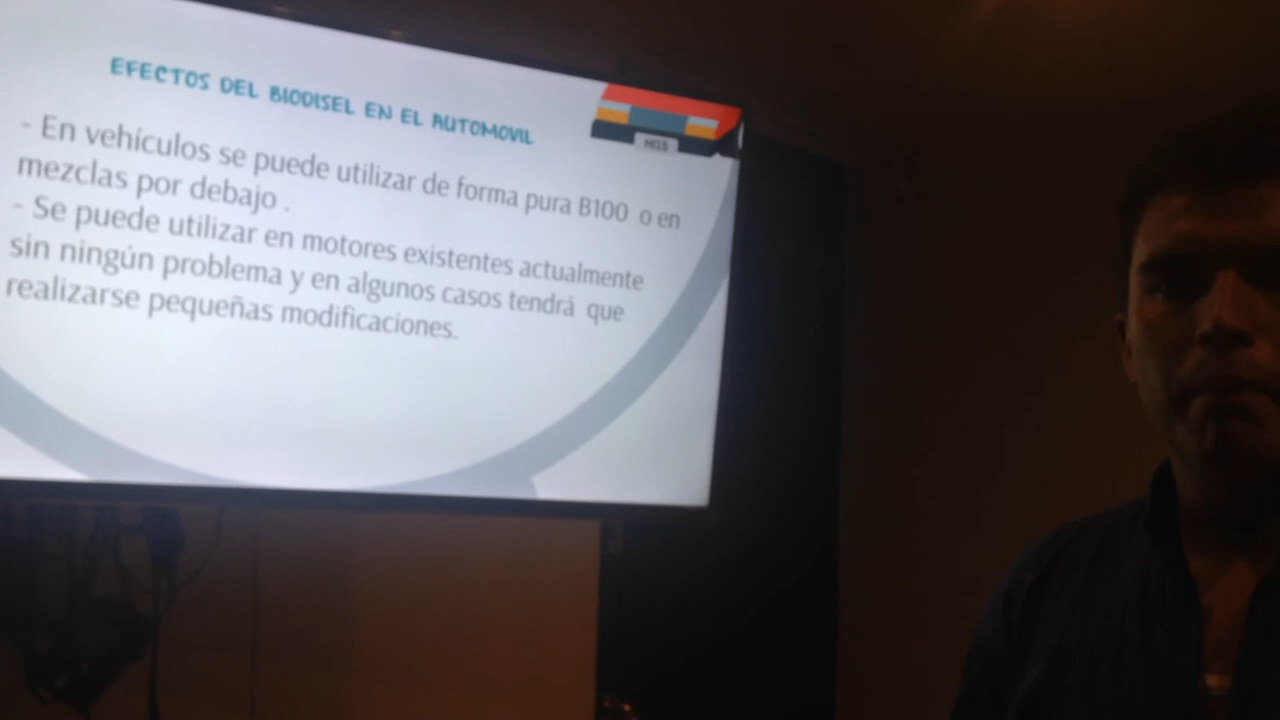 EFECTOS DEL BIODISEL EN EL AUTOMOVIL
- En vehículos se puede utilizar de forma pura B100 o en
mezclas por debajo .
- Se puede utilizar en motores existentes actualmente
sin ningún problema y en algunos casos tendrá que
realizarse pequeñas modificaciones.